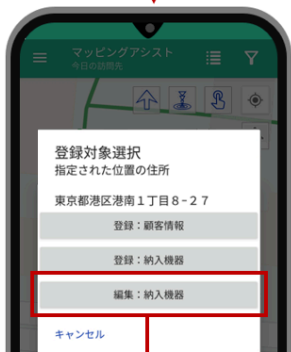 マッピングアシスト
今日の訪問先
登録対象選択
指定された位置の住所
東京都港区港南１丁目８−２７
登録：顧客情報
登録：納入機器
編集：納入機器
キャンセル